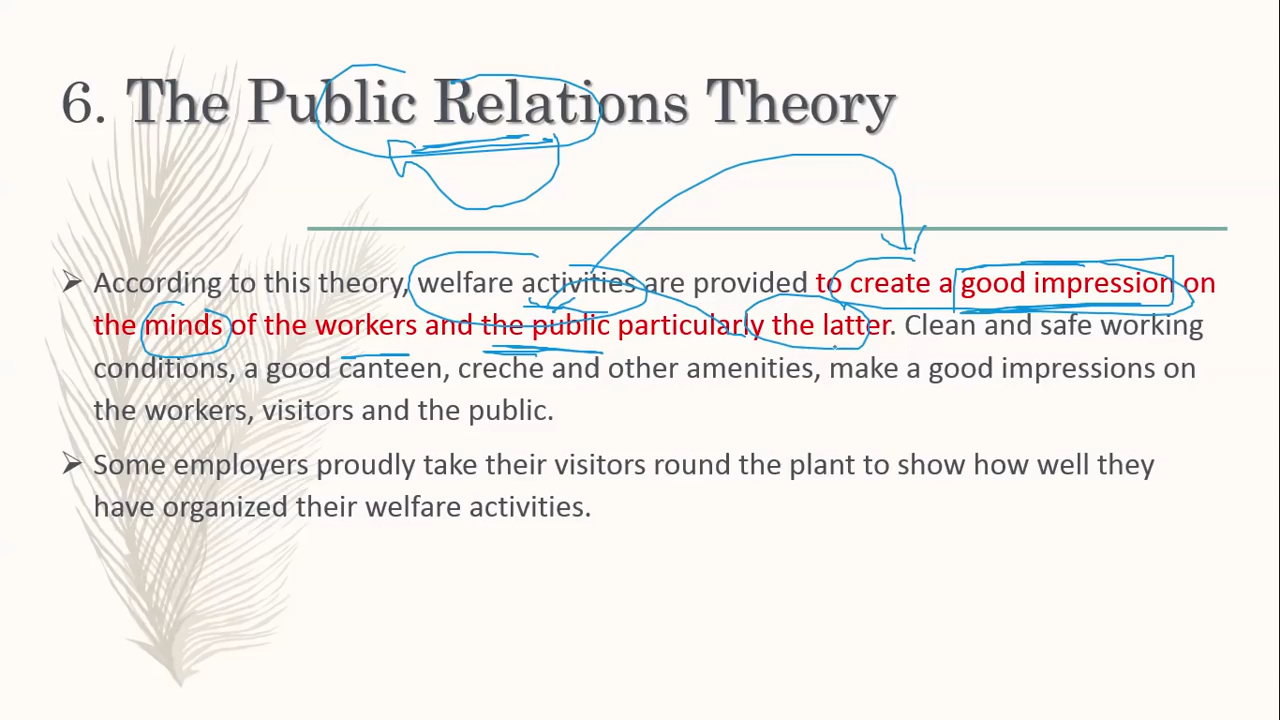 6. The Public Relations Theory
➢ According to this theory, welfare activities are provided to create a good impression on
the minds of the workers and the public particularly the latter. Clean and safe working
conditions, a good canteen, creche and other amenities, make a good impressions on
the workers, visitors and the public.
➢ Some employers proudly take their visitors round the plant to show how well they
have organized their welfare activities.